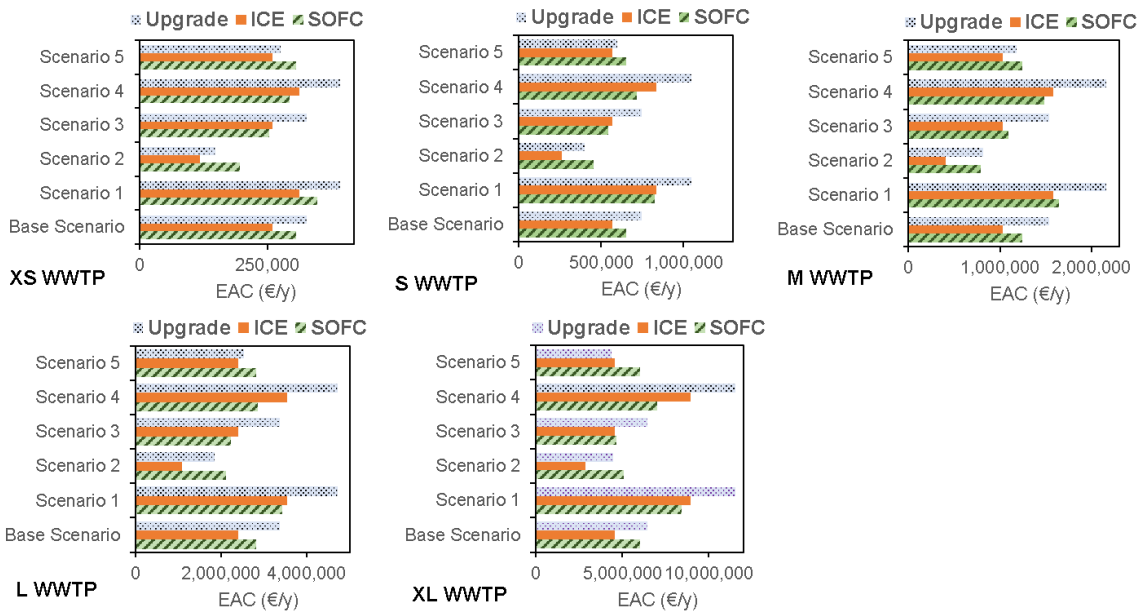 Upgrade ICE SOFC
Scenario 5
Scenario 4
Scenario 3
Scenario 2
Scenario 1
Base Scenario
0 250,000
XS WWTP
EAC (€/y)
Upgrade ICE SOFC
Scenario 5
Scenario 4
Scenario 3
Scenario 2
Scenario 1
Base Scenario
0 500,000 1,000,000
S WWTP
EAC (€/y)
Upgrade ICE SOFC
Scenario 5
Scenario 4
Scenario 3
Scenario 2
Scenario 1
Base Scenario
0 1,000,000 2,000,000
M WWTP
EAC (€/y)
Upgrade ICE SOFC
Scenario 5
Scenario 4
Scenario 3
Scenario 2
Scenario 1
Base Scenario
0 2,000,000 4,000,000
L WWTP
EAC (€/y)
Upgrade ICE SOFC
Scenario 5
Scenario 4
Scenario 3
Scenario 2
Scenario 1
Base Scenario
0 5,000,000 10,000,000
XL WWTP
EAC (€/y)